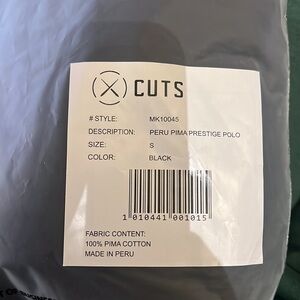 CUTS
# STYLE: MK10045
DESCRIPTION: PERU PIMA PRESTIGE POLO
SIZE: S
COLOR: BLACK
1 010441 001015
FABRIC CONTENT:
100% PIMA COTTON
MADE IN PERU